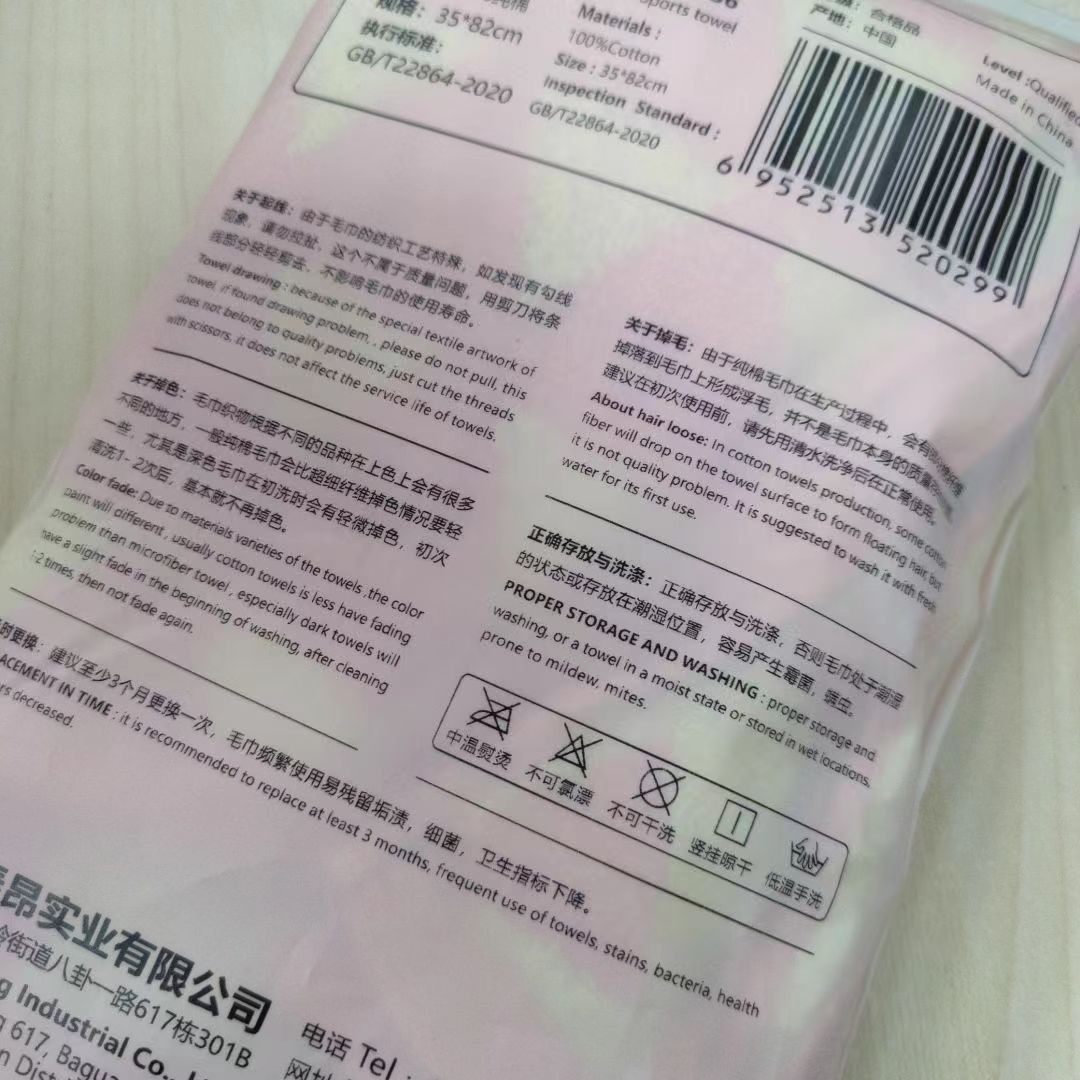 纯棉
规格：35*82cm
执行标准：
GB/T22864-2020
ports towel
Materials :
100%Cotton
Size : 35*82cm
Inspection Standard :
GB/T22864-2020
合格品
产地：中国
Level :Qualified
Made in China
6 952513 520299
关于起线：由于毛巾的纺织工艺特殊，如发现有勾线
现象，请勿拉扯，这个不属于质量问题，用剪刀将条
线部分轻轻剪去，不影响毛巾的使用寿命。
Towel drawing : because of the special textile artwork of
towel, if found drawing problem, , please do not pull, this
does not belong to quality problems, just cut the threads
with scissors, it does not affect the service life of towels.
关于掉色：毛巾织物根据不同的品种在上色上会有很多
不同的地方，一般纯棉毛巾会比超细纤维掉色情况要轻
一些，尤其是深色毛巾在初洗时会有轻微掉色，初次
清洗1-2次后，基本就不再掉色。
Color fade: Due to materials varieties of the towels ,the color
paint will different , usually cotton towels is less have fading
problem than microfiber towel , especially dark towels will
have a slight fade in the beginning of washing, after cleaning
1-2 times, then not fade again.
关于掉毛：由于纯棉毛巾在生产过程中，会有
掉落到毛巾上形成浮毛，并不是毛巾本身的质量
建议在初次使用前，请先用清水洗净后在正常使用。
About hair loose: In cotton towels production, some cotton
fiber will drop on the towel surface to form floating hair, But
it is not quality problem. It is suggested to wash it with fresh
water for its first use.
正确存放与洗涤：正确存放与洗涤，否则毛巾处于潮湿
的状态或存放在潮湿位置，容易产生霉菌，螨虫。
PROPER STORAGE AND WASHING : proper storage and
washing, or a towel in a moist state or stored in wet locations,
prone to mildew, mites.
中温熨烫 不可氯漂 不可干洗 竖挂晾干 低温手洗
时更换：建议至少3个月更换一次，毛巾频繁使用易残留垢渍，细菌，卫生指标下降。
ACEMENT IN TIME : it is recommended to replace at least 3 months, frequent use of towels, stains, bacteria, health
rs decreased.
昂实业有限公司
岭街道八卦一路617栋301B
g Industrial Co.,
617, Bagua
n Dist
电话 Tel :
网址